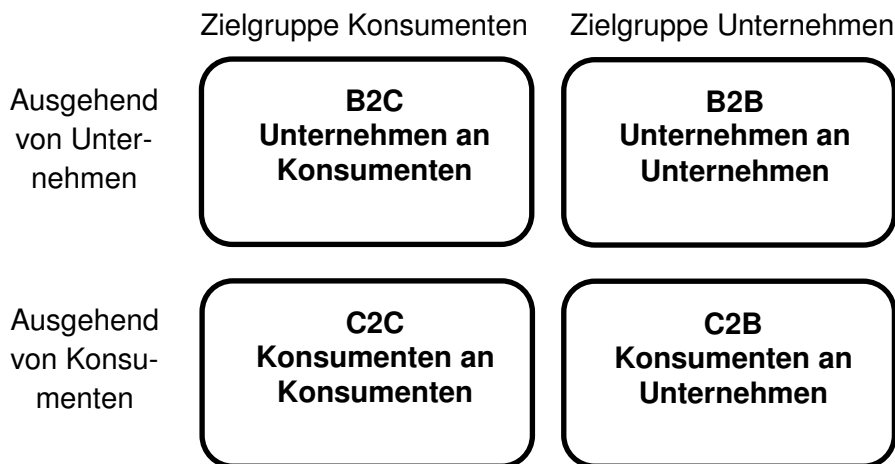 Zielgruppe Konsumenten
Zielgruppe Unternehmen
Ausgehend
von Unter-
nehmen
B2C
Unternehmen an
Konsumenten
B2B
Unternehmen an
Unternehmen
Ausgehend
von Konsu-
menten
C2C
Konsumenten an
Konsumenten
C2B
Konsumenten an
Unternehmen